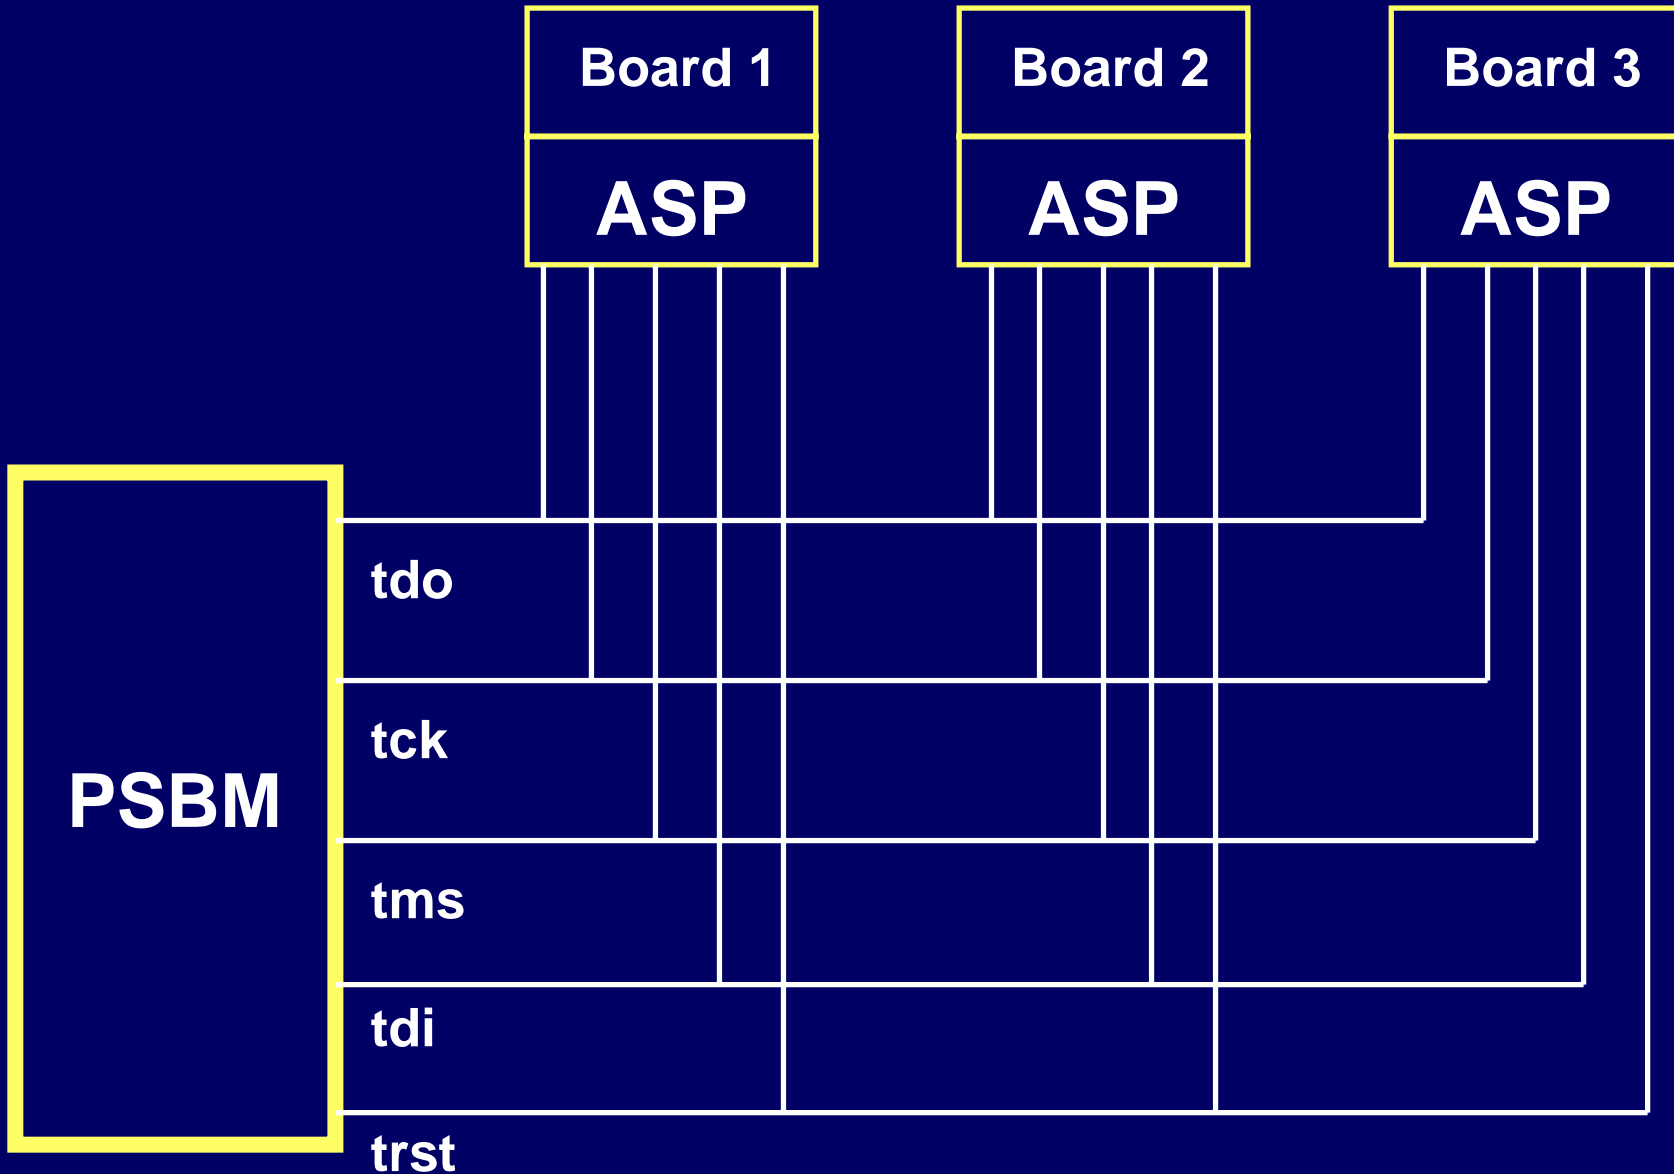 Board 1
Board 2
Board 3
ASP
ASP
ASP
tdo
tck
PSBM
tms
tdi
trst